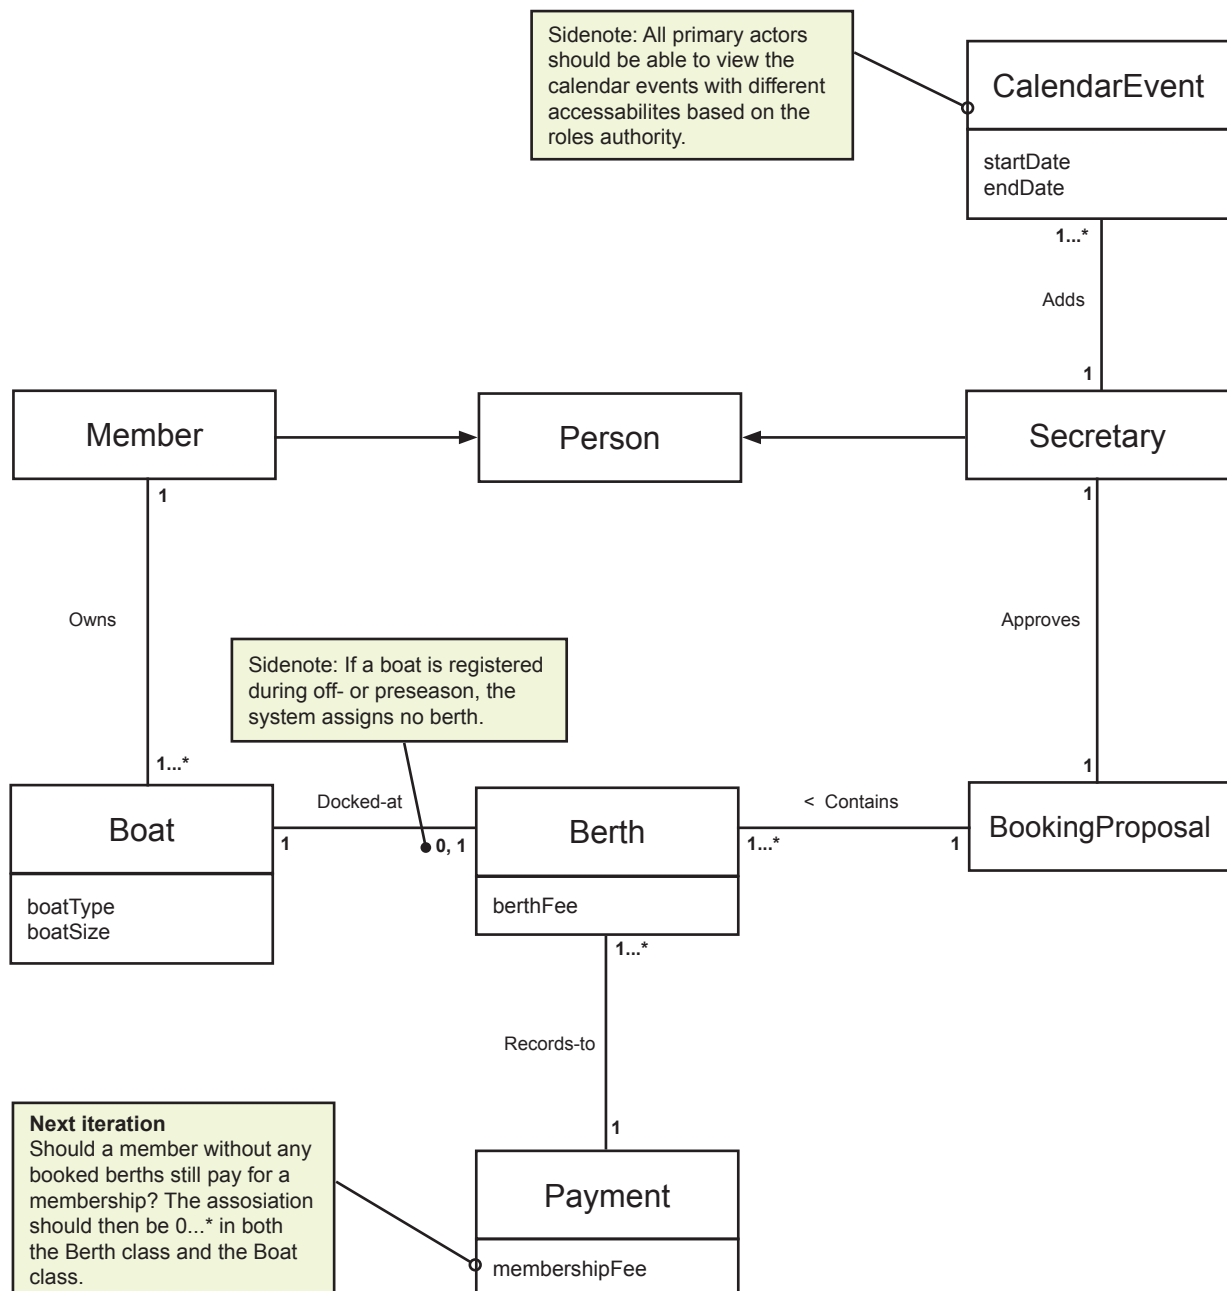 Sidenote: All primary actors
should be able to view the
calendar events with different
accessabilites based on the
roles authority.
CalendarEvent
startDate
endDate
1...*
Adds
1
Member
Person
Secretary
1
1
Owns
Approves
Sidenote: If a boat is registered
during off- or preseason, the
system assigns no berth.
1...*
1
Boat
Docked-at
Berth
< Contains
BookingProposal
1
0, 1
1...*
1
boatType
boatSize
berthFee
1...*
Records-to
1
Next iteration
Should a member without any
booked berths still pay for a
membership? The assosiation
should then be 0...* in both
the Berth class and the Boat
class.
Payment
membershipFee